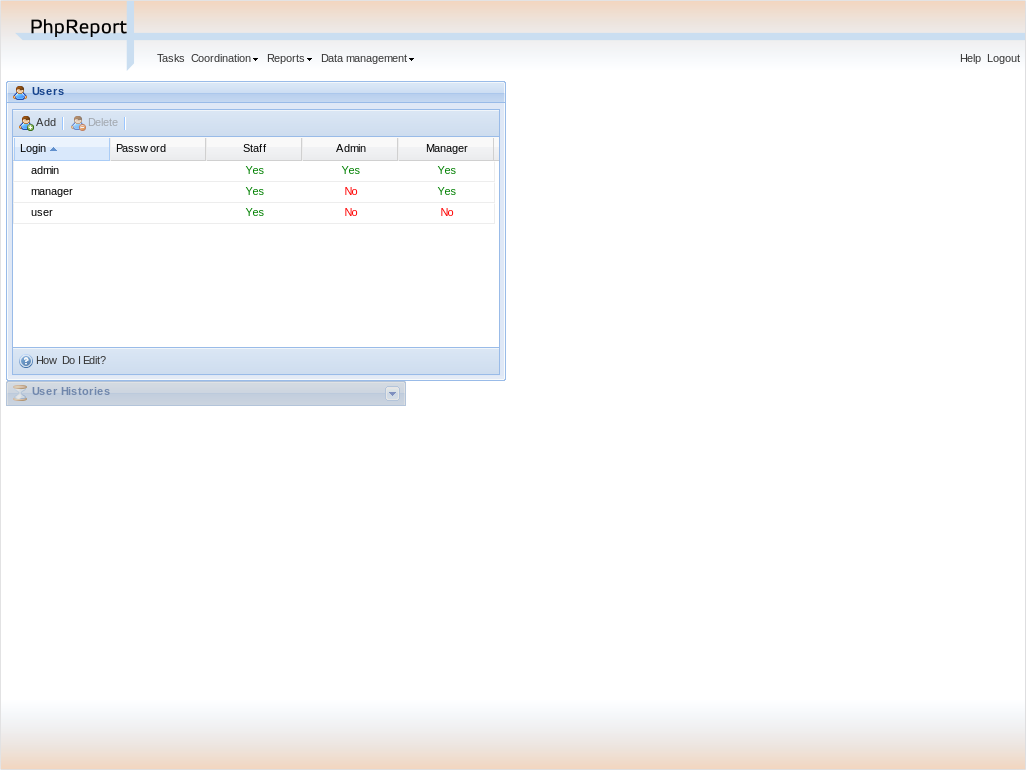 PhpReport
Tasks Coordination Reports Data management Help Logout
Users
Add Delete
Login Password Staff Admin Manager
admin Yes Yes Yes
manager Yes No Yes
user Yes No No
How Do I Edit?
User Histories